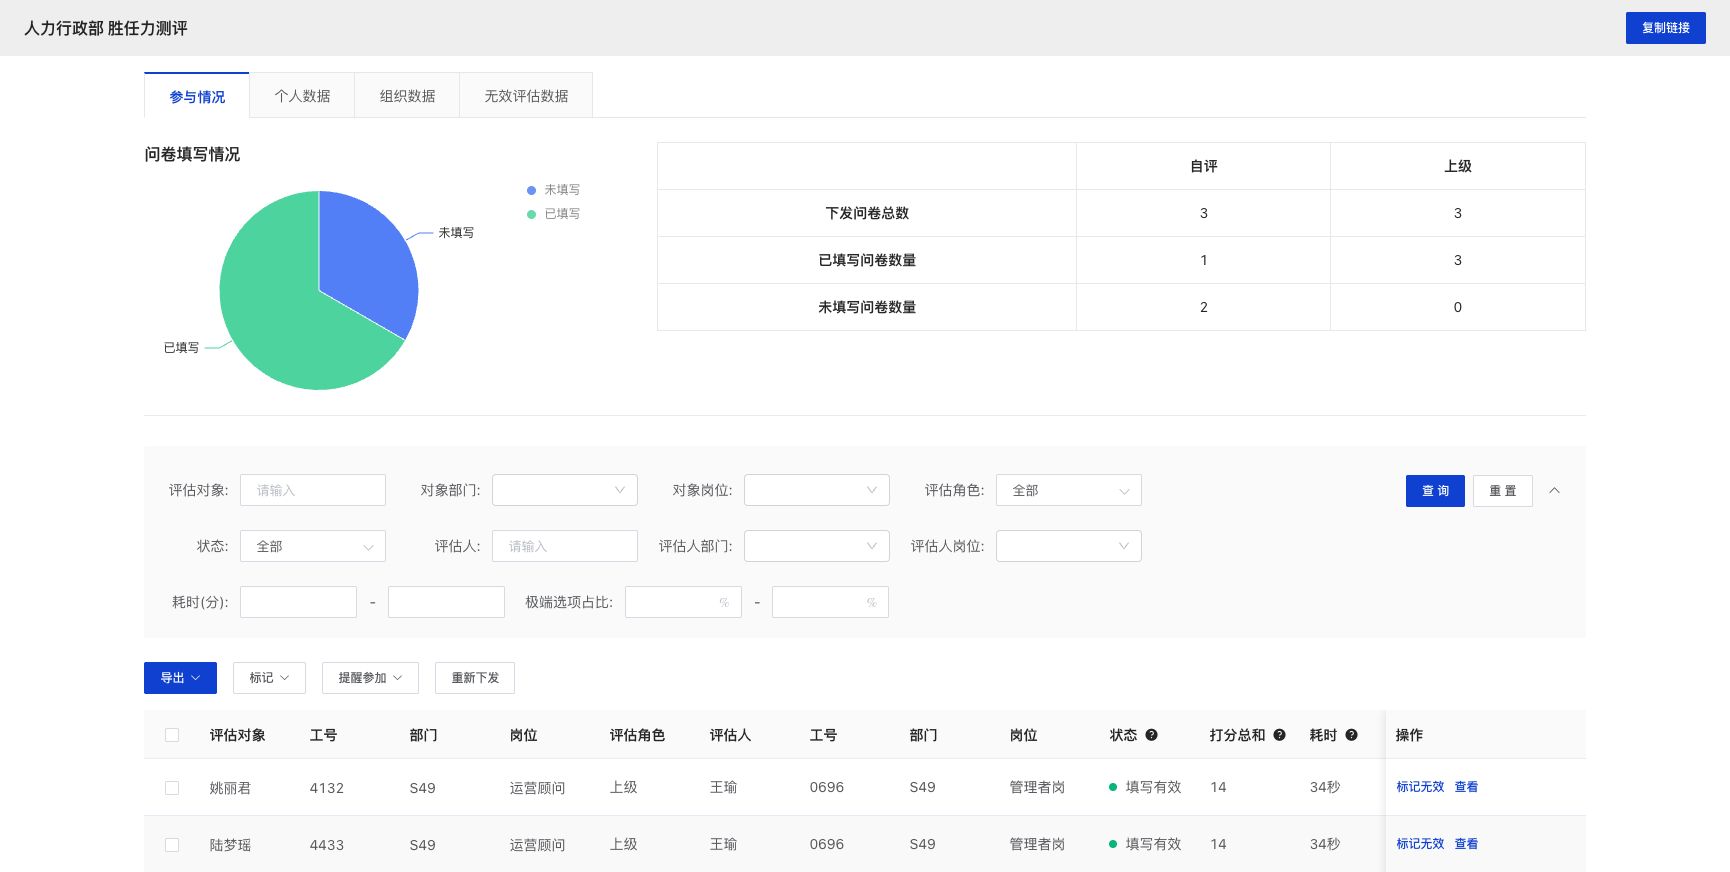 人力行政部 胜任力测评
复制链接
参与情况 个人数据 组织数据 无效评估数据
问卷填写情况
未填写
已填写
未填写
已填写
自评 上级
下发问卷总数 3 3
已填写问卷数量 1 3
未填写问卷数量 2 0
评估对象: 请输入 对象部门: 对象岗位: 评估角色: 全部 查 询 重 置
状态: 全部 评估人: 请输入 评估人部门: 评估人岗位:
耗时(分): - 极端选项占比: % - %
导出 标记 提醒参加 重新下发
评估对象 工号 部门 岗位 评估角色 评估人 工号 部门 岗位 状态 ? 打分总和 ? 耗时 ? 操作
姚丽君 4132 S49 运营顾问 上级 王瑜 0696 S49 管理者岗 填写有效 14 34秒 标记无效 查看
陆梦瑶 4433 S49 运营顾问 上级 王瑜 0696 S49 管理者岗 填写有效 14 34秒 标记无效 查看